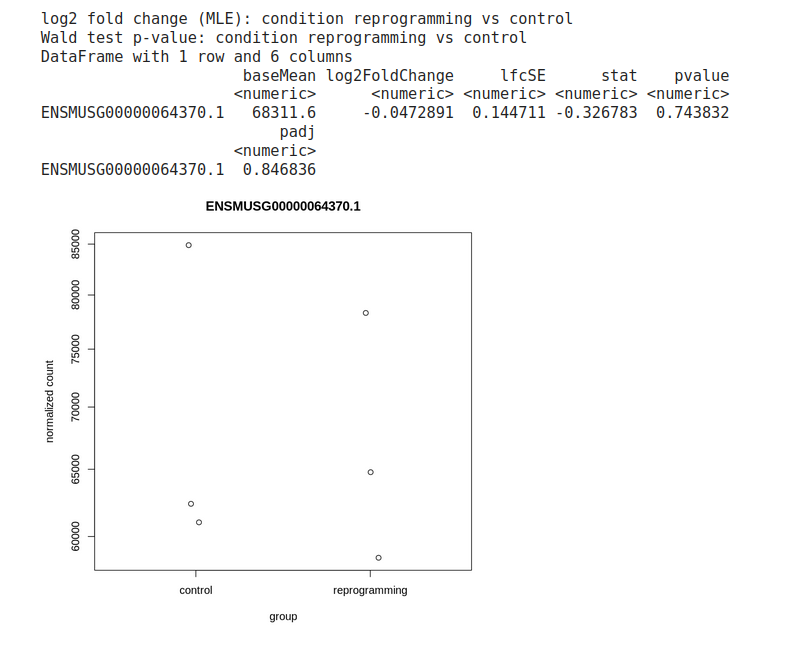 log2 fold change (MLE): condition reprogramming vs control
Wald test p-value: condition reprogramming vs control
DataFrame with 1 row and 6 columns
baseMean log2FoldChange lfcSE stat pvalue
<numeric> <numeric> <numeric> <numeric> <numeric>
ENSMUSG00000064370.1 68311.6 -0.0472891 0.144711 -0.326783 0.743832
padj
<numeric>
ENSMUSG00000064370.1 0.846836
ENSMUSG00000064370.1
85000
80000
75000
70000
65000
60000
normalized count
control reprogramming
group